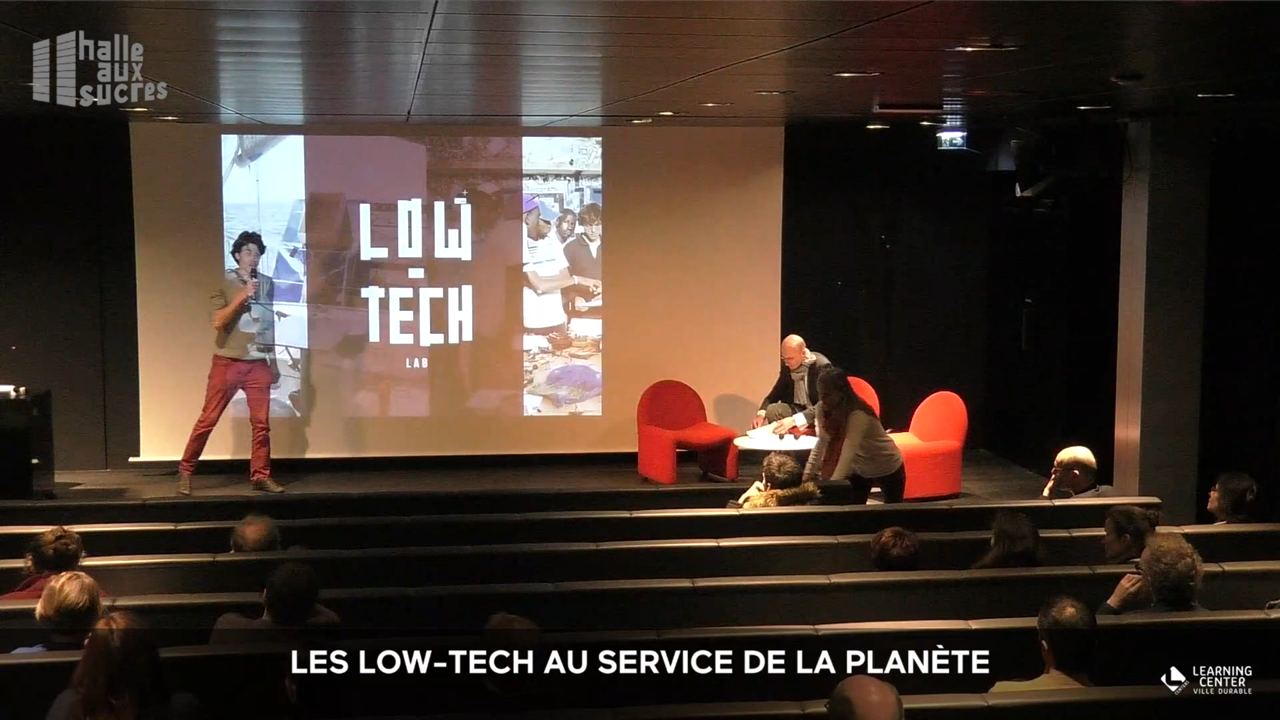 halle
aux
sucres
LOW
-
TECH
LAB
LES LOW-TECH AU SERVICE DE LA PLANÈTE
LEARNING
CENTER
VILLE DURABLE